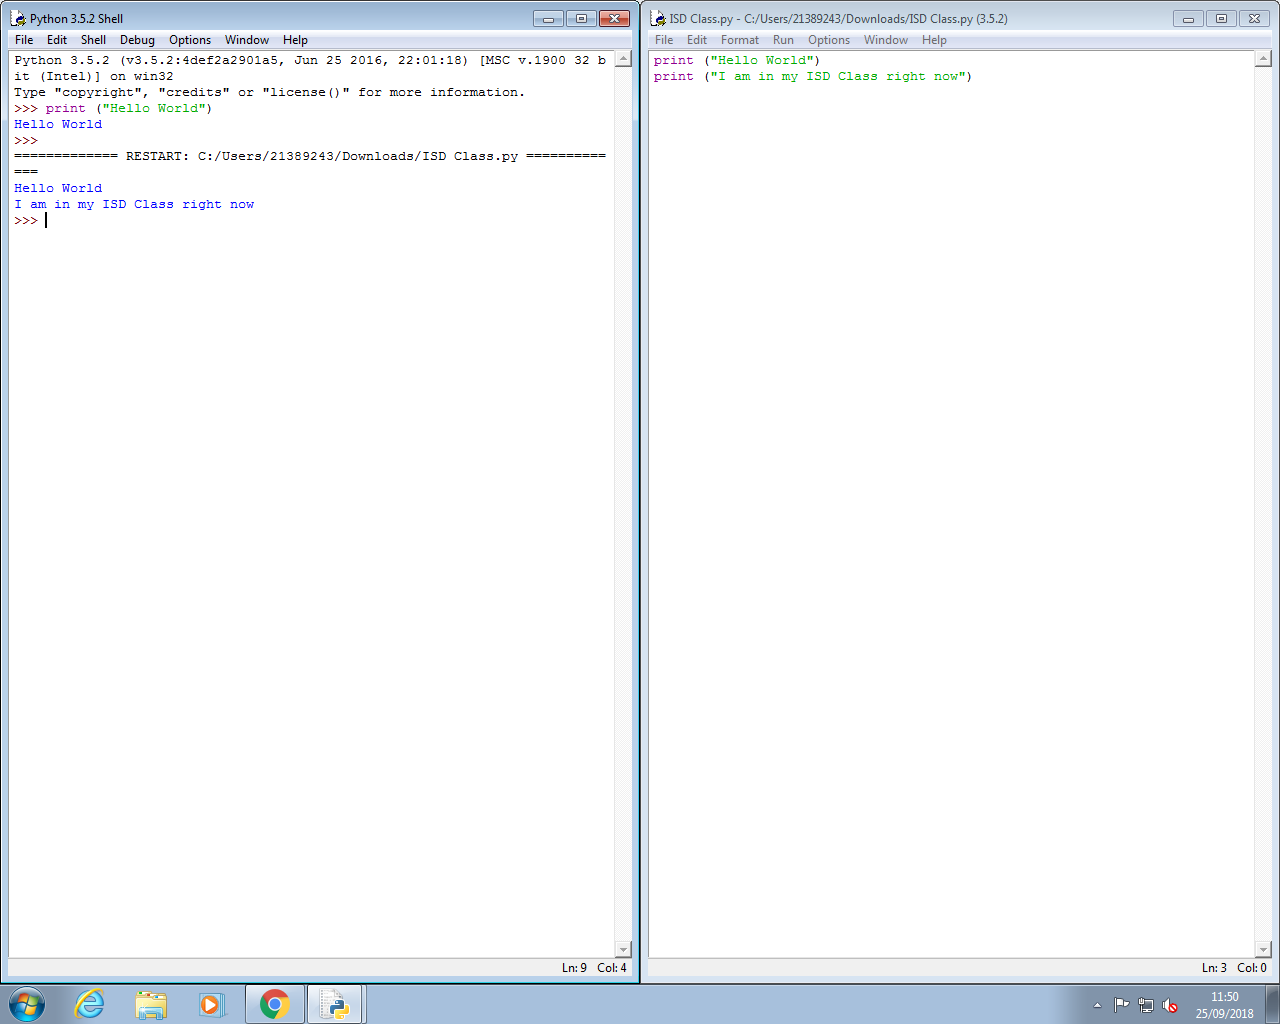 Python 3.5.2 Shell
File Edit Shell Debug Options Window Help
Python 3.5.2 (v3.5.2:4def2a2901a5, Jun 25 2016, 22:01:18) [MSC v.1900 32 b
it (Intel)] on win32
Type "copyright", "credits" or "license()" for more information.
>>> print ("Hello World")
Hello World
>>>
============= RESTART: C:/Users/21389243/Downloads/ISD Class.py ==========
===
Hello World
I am in my ISD Class right now
>>>
Ln: 9 Col: 4
ISD Class.py - C:/Users/21389243/Downloads/ISD Class.py (3.5.2)
File Edit Format Run Options Window Help
print ("Hello World")
print ("I am in my ISD Class right now")
Ln: 3 Col: 0
11:50
25/09/2018